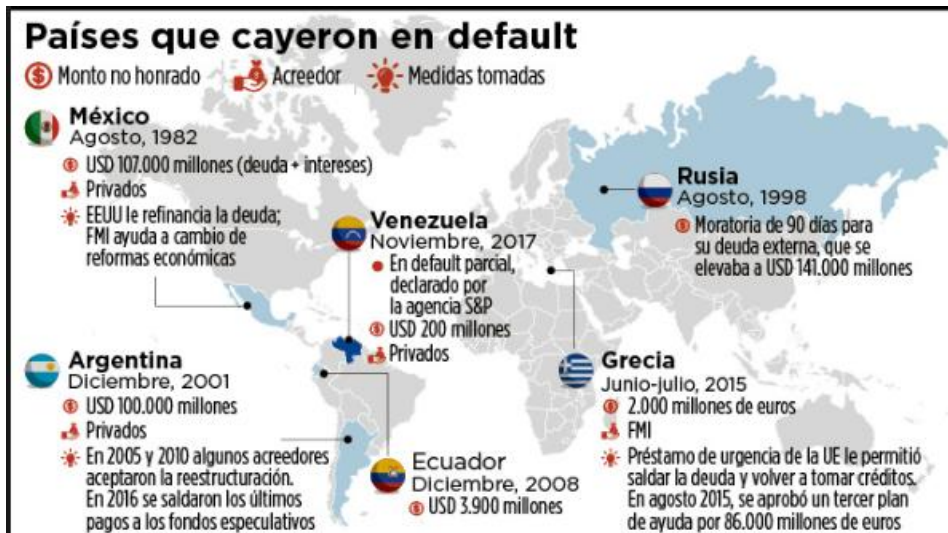 Países que cayeron en default
Monto no honrado
Acreedor
Medidas tomadas
México
Agosto, 1982
USD 107.000 millones (deuda + intereses)
Privados
EEUU le refinancia la deuda;
FMI ayuda a cambio de
reformas económicas
Venezuela
Noviembre, 2017
En default parcial,
declarado por
la agencia S&P
USD 200 millones
Privados
Rusia
Agosto, 1998
Moratoria de 90 días para
su deuda externa, que se
elevaba a USD 141.000 millones
Argentina
Diciembre, 2001
USD 100.000 millones
Privados
En 2005 y 2010 algunos acreedores
aceptaron la reestructuración.
En 2016 se saldaron los últimos
pagos a los fondos especulativos
Ecuador
Diciembre, 2008
USD 3.900 millones
Grecia
Junio-julio, 2015
2.000 millones de euros
FMI
Préstamo de urgencia de la UE le permitió
saldar la deuda y volver a tomar créditos.
En agosto 2015, se aprobó un tercer plan
de ayuda por 86.000 millones de euros